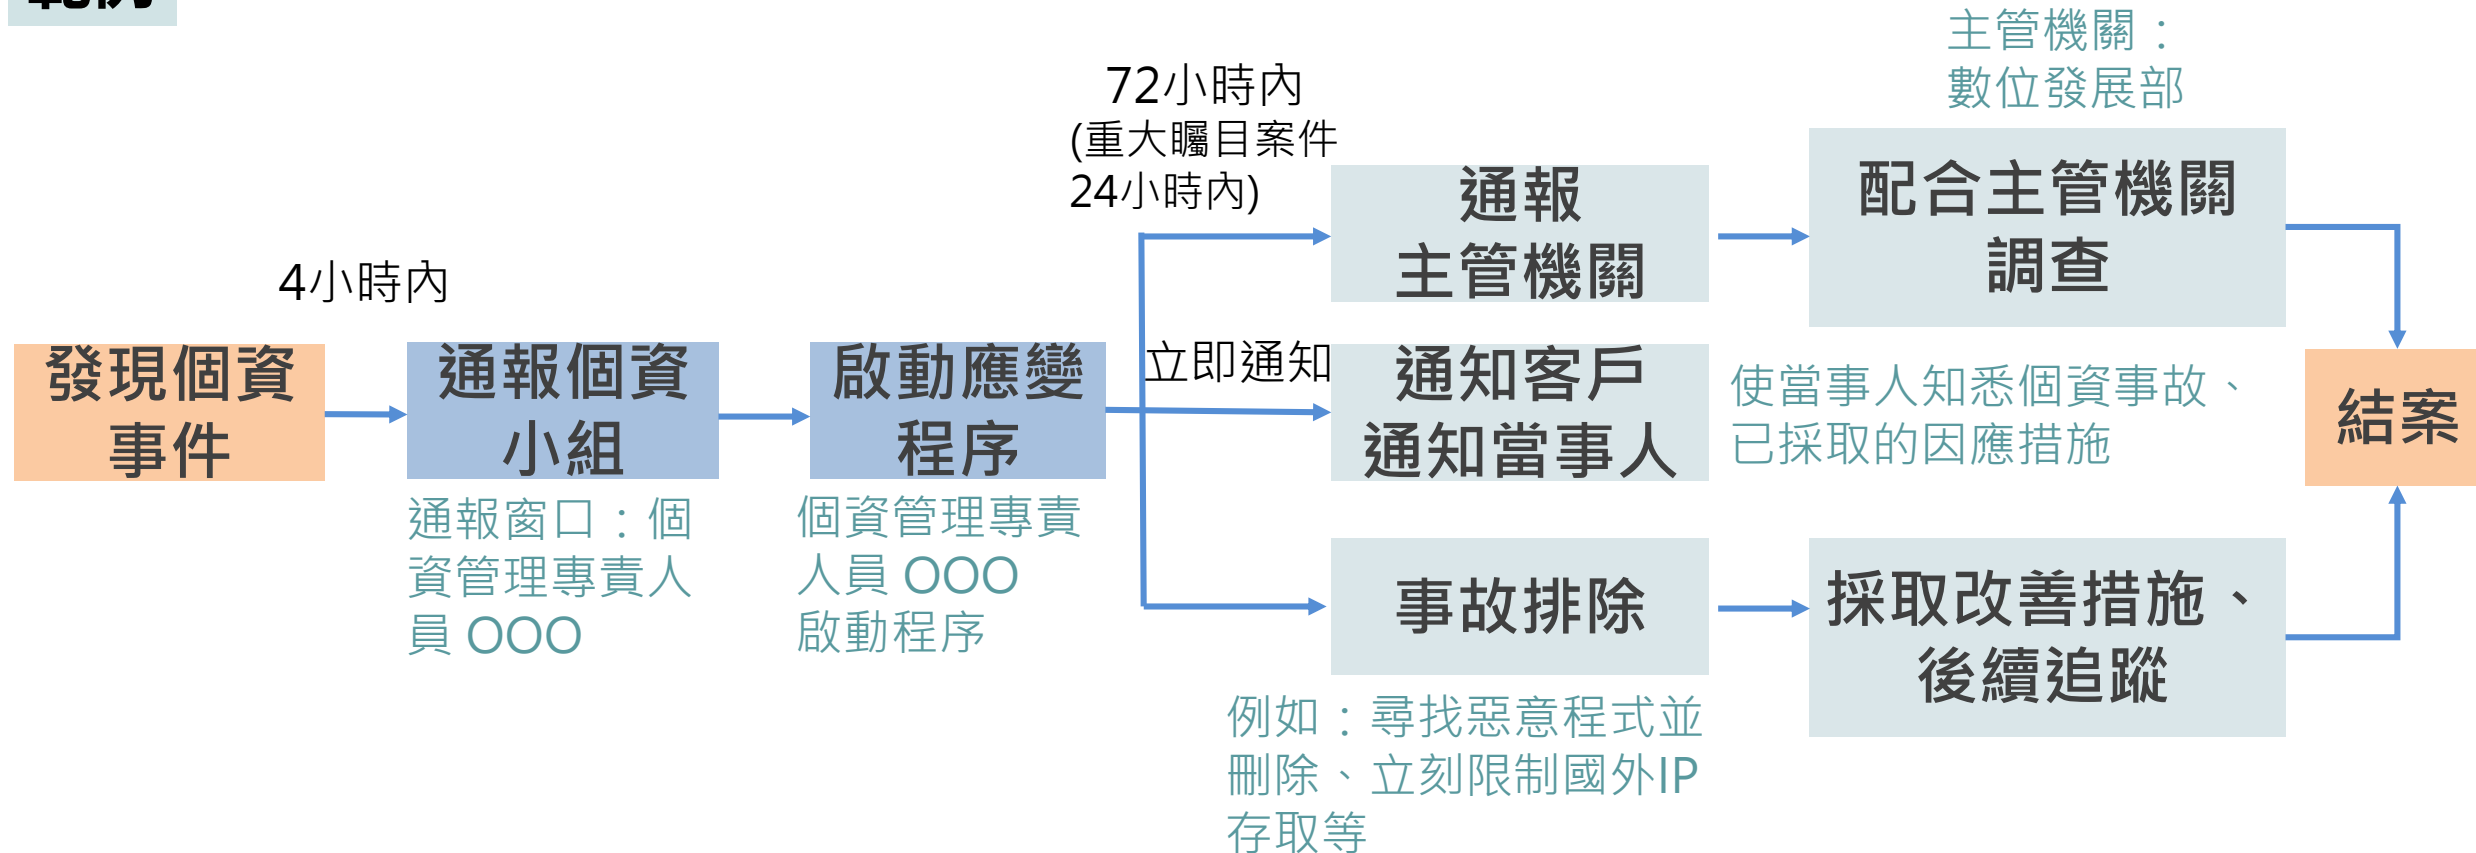 主管機關：
數位發展部
72小時內
(重大矚目案件
24小時內)
通報
主管機關
配合主管機關
調查
4小時內
發現個資
事件
通報個資
小組
啟動應變
程序
立即通知
通知客戶
通知當事人
使當事人知悉個資事故、
已採取的因應措施
結案
通報窗口：個
資管理專責人
員 OOO
個資管理專責
人員 OOO
啟動程序
事故排除
採取改善措施、
後續追蹤
例如：尋找惡意程式並
刪除、立刻限制國外IP
存取等